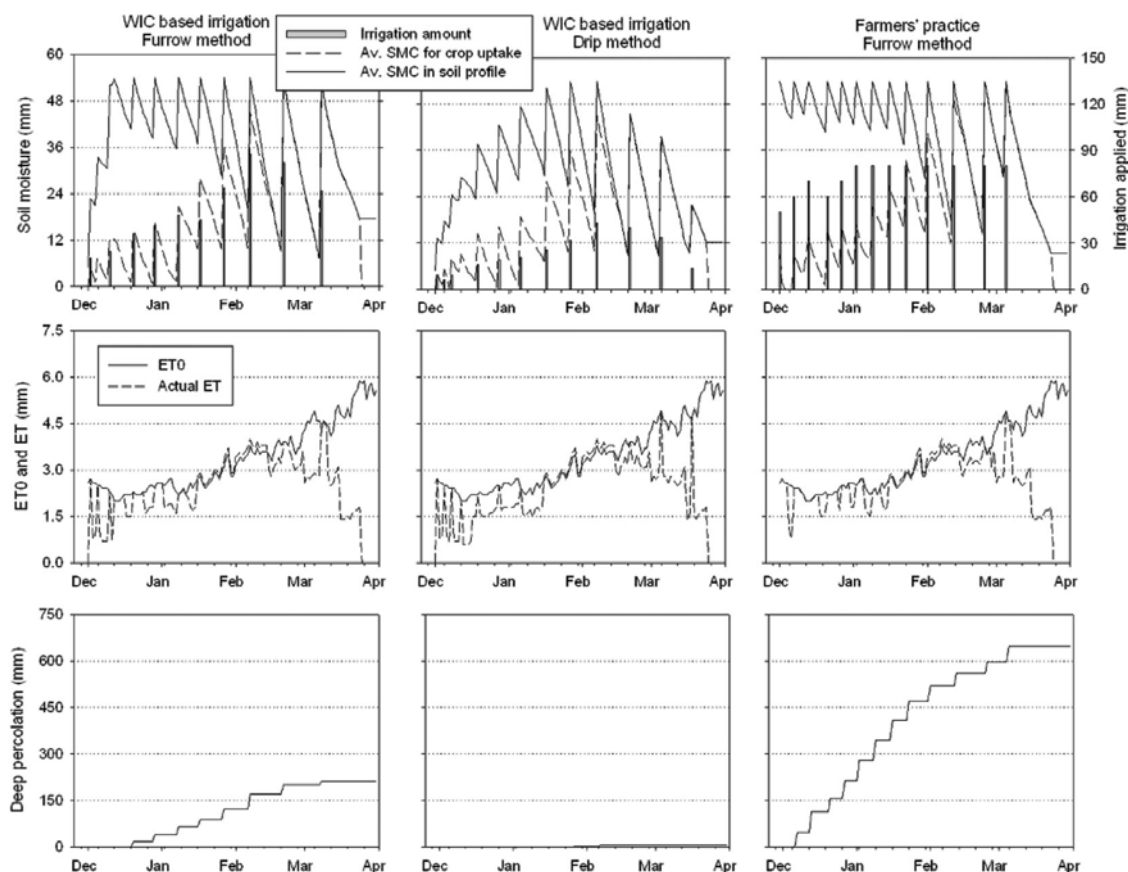 WIC based irrigation
Furrow method
Irrigation amount
Av. SMC for crop uptake
Av. SMC in soil profile
WIC based irrigation
Drip method
Farmers' practice
Furrow method
Soil moisture (mm)
60
48
36
24
12
0
Dec Jan Feb Mar Apr
Dec Jan Feb Mar Apr
Dec Jan Feb Mar Apr
150
120
90
60
30
0
Irrigation applied (mm)
ET0 and ET (mm)
7.5
6.0
4.5
3.0
1.5
0.0
ET0
Actual ET
Dec Jan Feb Mar Apr
Dec Jan Feb Mar Apr
Dec Jan Feb Mar Apr
Deep percolation (mm)
750
600
450
300
150
0
Dec Jan Feb Mar Apr
Dec Jan Feb Mar Apr
Dec Jan Feb Mar Apr